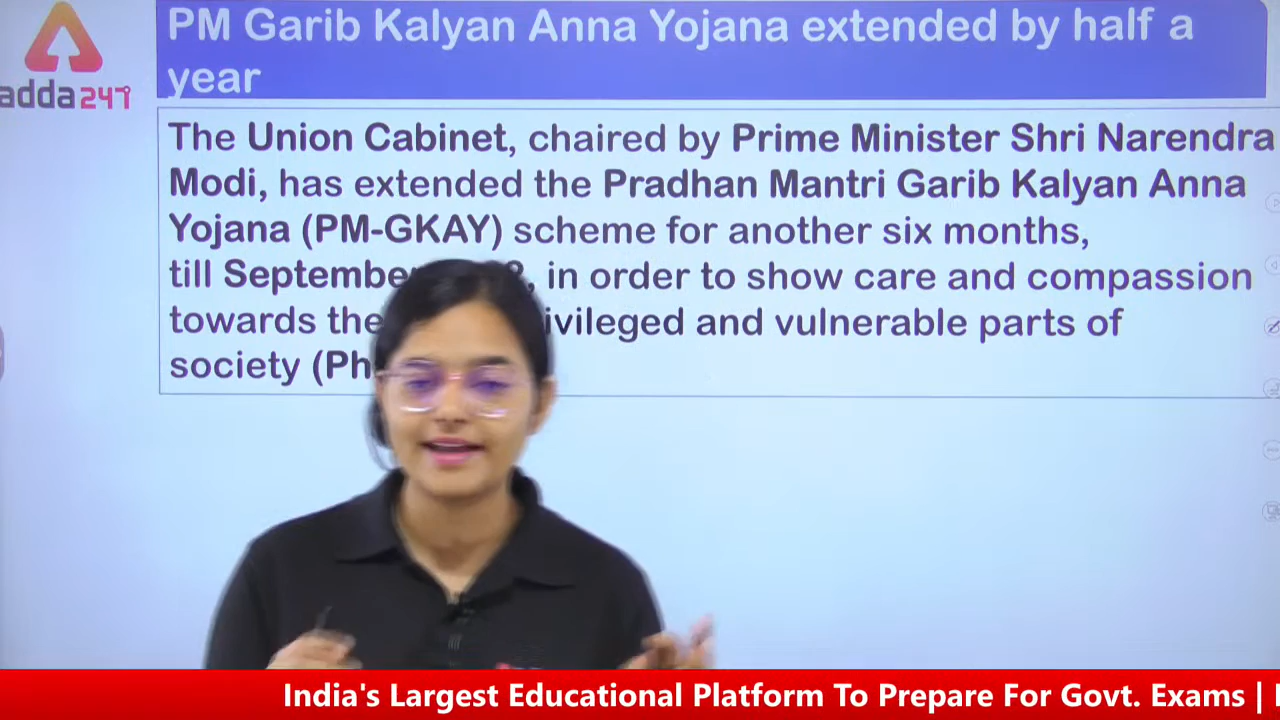 PM Garib Kalyan Anna Yojana extended by half a
year
adda247
The Union Cabinet, chaired by Prime Minister Shri Narendra
Modi, has extended the Pradhan Mantri Garib Kalyan Anna
Yojana (PM-GKAY) scheme for another six months,
till September, in order to show care and compassion
towards the and vulnerable parts of
society
India's Largest Educational Platform To Prepare For Govt. Exams |